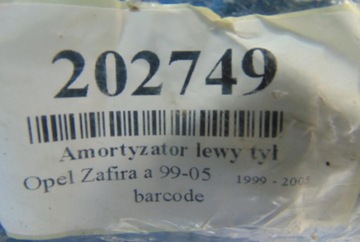 202749
Amortyzator lewy tył
Opel Zafira a 99-05 1999 - 2005
barcode